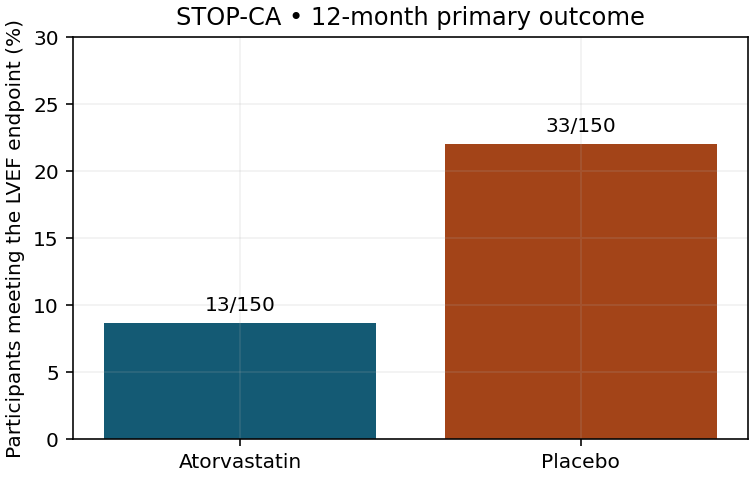 STOP-CA • 12-month primary outcome
Participants meeting the LVEF endpoint (%)
30
25
20
15
10
5
0
33/150
13/150
Atorvastatin
Placebo